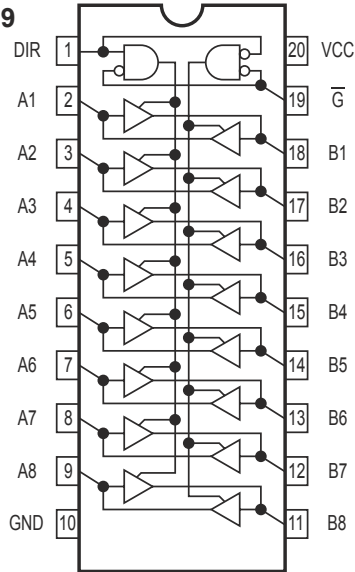 9
DIR 1 20 VCC
A1 2 19 G̅
A2 3 18 B1
A3 4 17 B2
A4 5 16 B3
A5 6 15 B4
A6 7 14 B5
A7 8 13 B6
A8 9 12 B7
GND 10 11 B8